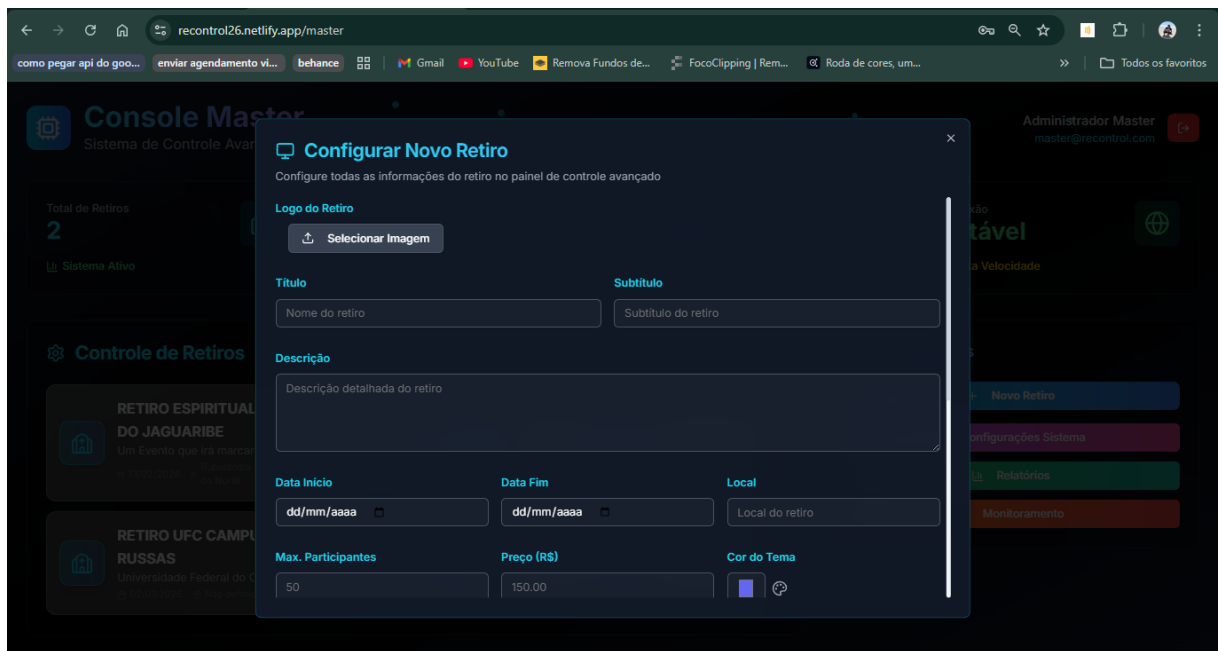 recontrol26.netlify.app/master
como pegar api do goo... enviar agendamento vi... behance Gmail YouTube Remova Fundos de... FocoClipping | Rem... Roda de cores, um... » Todos os favoritos
Console Master
Sistema de Controle Avan
Administrador Master
master@recontrol.com
Total de Retiros
2
Sistema Ativo
xão
tável
a Velocidade
Configurar Novo Retiro
Configure todas as informações do retiro no painel de controle avançado
Logo do Retiro
Selecionar Imagem
Título Subtítulo
Nome do retiro Subtítulo do retiro
Descrição
Descrição detalhada do retiro
Data Início Data Fim Local
dd/mm/aaaa dd/mm/aaaa Local do retiro
Max. Participantes Preço (R$) Cor do Tema
50 150.00
Controle de Retiros
RETIRO ESPIRITUAL
DO JAGUARIBE
Um Evento que irá marcar
RETIRO UFC CAMPU
RUSSAS
Universidade Federal do C
s
Novo Retiro
onfigurações Sistema
Relatórios
Monitoramento